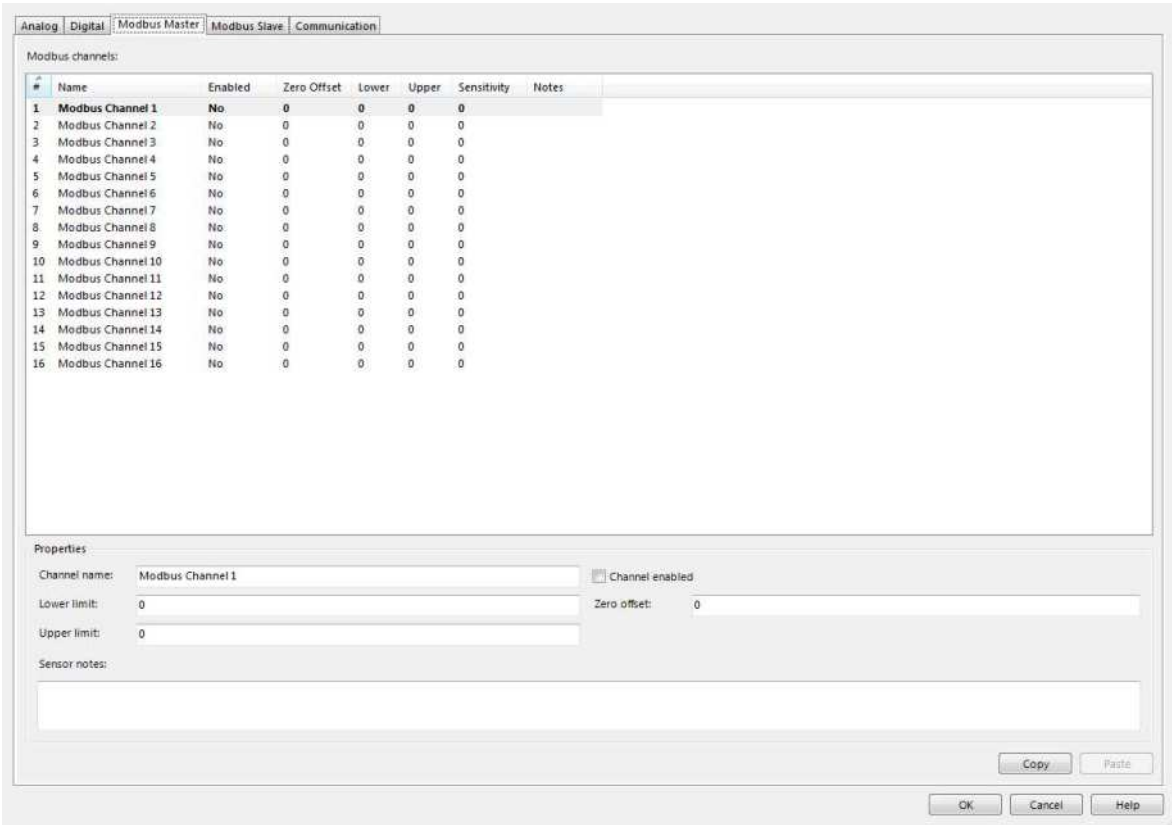 Analog Digital Modbus Master Modbus Slave Communication
Modbus channels:
# Name Enabled Zero Offset Lower Upper Sensitivity Notes
1 Modbus Channel 1 No 0 0 0 0
2 Modbus Channel 2 No 0 0 0 0
3 Modbus Channel 3 No 0 0 0 0
4 Modbus Channel 4 No 0 0 0 0
5 Modbus Channel 5 No 0 0 0 0
6 Modbus Channel 6 No 0 0 0 0
7 Modbus Channel 7 No 0 0 0 0
8 Modbus Channel 8 No 0 0 0 0
9 Modbus Channel 9 No 0 0 0 0
10 Modbus Channel 10 No 0 0 0 0
11 Modbus Channel 11 No 0 0 0 0
12 Modbus Channel 12 No 0 0 0 0
13 Modbus Channel 13 No 0 0 0 0
14 Modbus Channel 14 No 0 0 0 0
15 Modbus Channel 15 No 0 0 0 0
16 Modbus Channel 16 No 0 0 0 0
Properties
Channel name: Modbus Channel 1 Channel enabled
Lower limit: 0 Zero offset: 0
Upper limit: 0
Sensor notes:
Copy Paste
OK Cancel Help